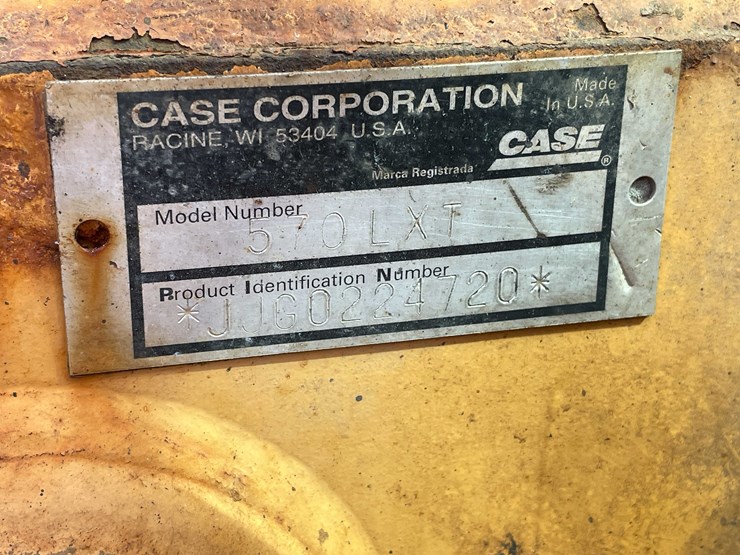 CASE CORPORATION
RACINE, WI 53404 U.S.A.
Made
In U.S.A.
CASE ®
Marca Registrada
Model Number
570LXT
Product Identification Number
*JJG0224720*